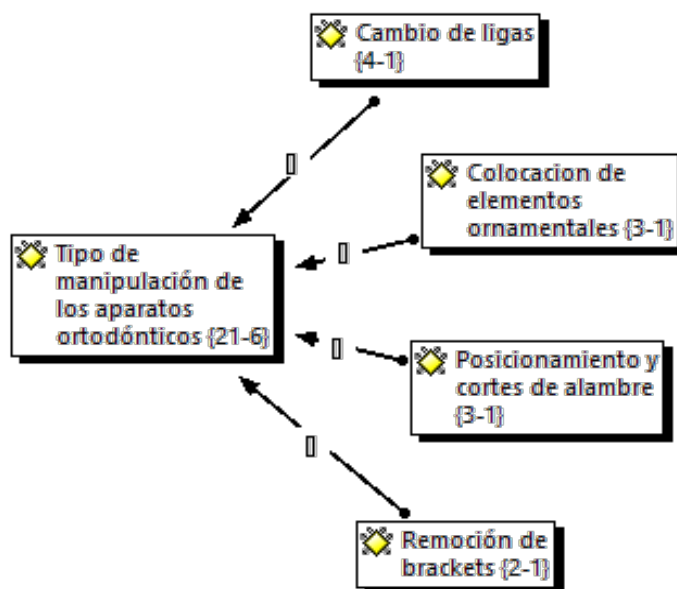 Cambio de ligas
{4-1}
Colocacion de
elementos
ornamentales {3-1}
Tipo de
manipulación de
los aparatos
ortodónticos {21-6}
Posicionamiento y
cortes de alambre
{3-1}
Remoción de
brackets {2-1}